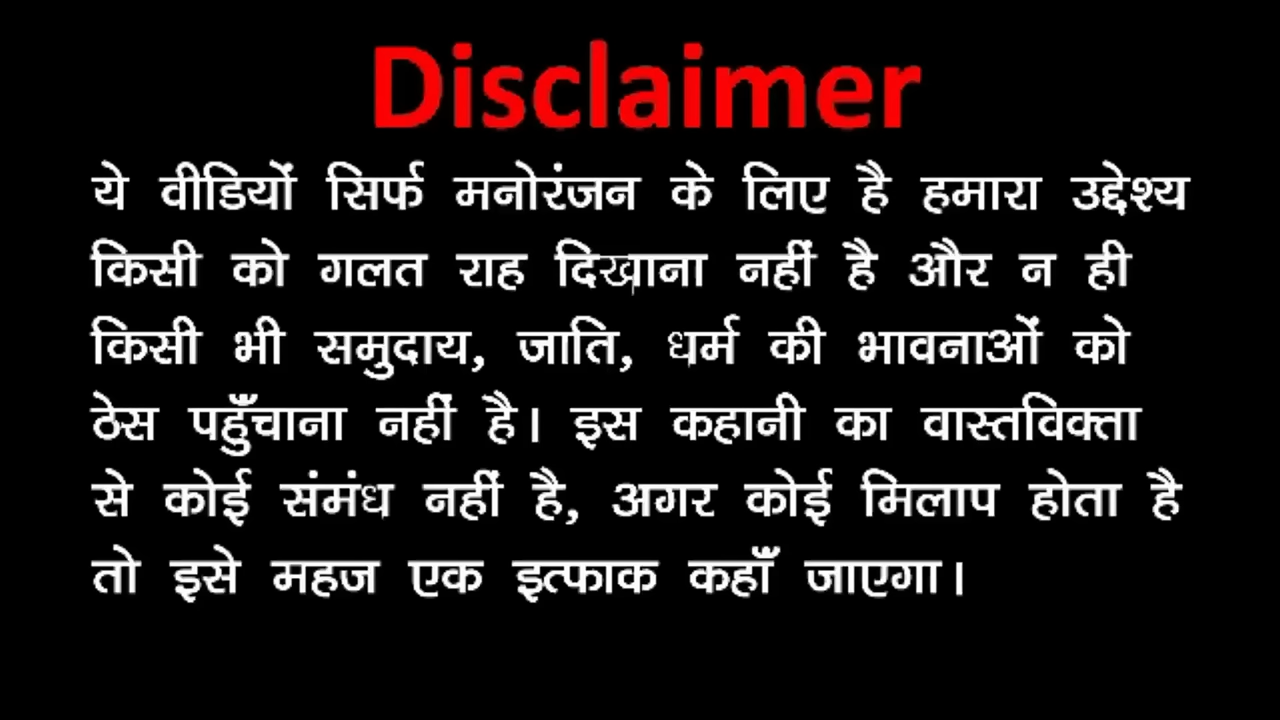 Disclaimer
ये वीडियों सिर्फ मनोरंजन के लिए है हमारा उद्देश्य
किसी को गलत राह दिखाना नहीं है और न ही
किसी भी समुदाय, जाति, धर्म की भावनाओं को
ठेस पहुँचाना नहीं है। इस कहानी का वास्तविक्ता
से कोई संमंध नहीं है, अगर कोई मिलाप होता है
तो इसे महज एक इत्फाक कहाँ जाएगा।